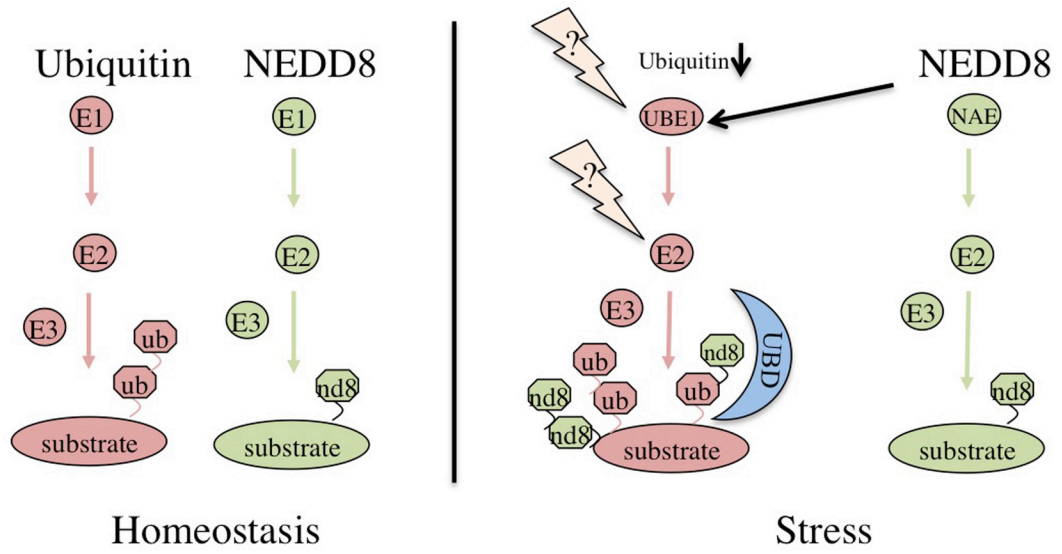 Ubiquitin
NEDD8
E1
E1
E2
E2
E3
E3
ub
ub
nd8
substrate
substrate
Homeostasis
?
Ubiquitin
NEDD8
UBE1
NAE
?
E2
E2
E3
E3
UBD
nd8
ub
ub
ub
nd8
nd8
nd8
substrate
substrate
Stress